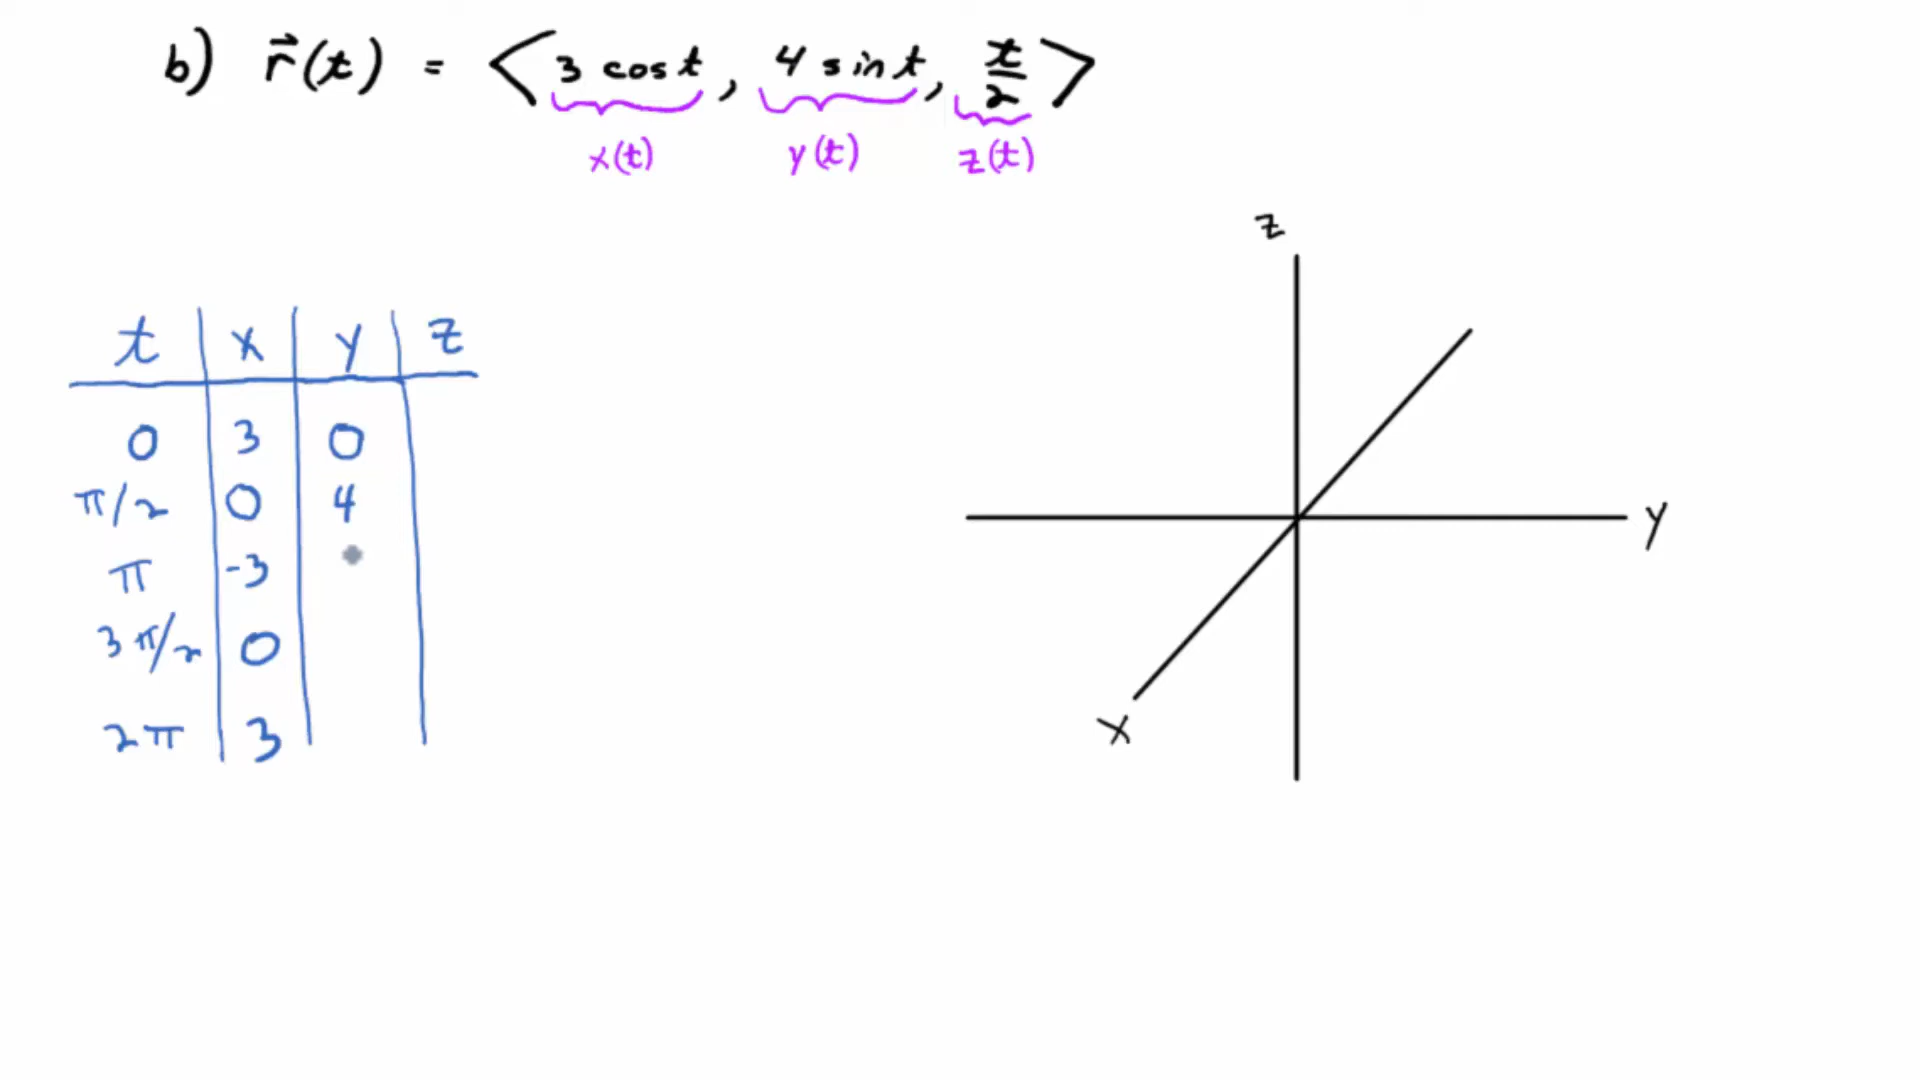 b) r⃗(t) = <3 cos t, 4 sin t, t/2>
x(t) y(t) z(t)
z
t x y z
0 3 0
π/2 0 4
y
π -3
3π/2 0
x
2π 3